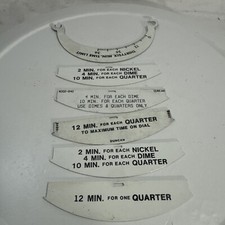 2 MIN. FOR EACH NICKEL
4 MIN. FOR EACH DIME
10 MIN. FOR EACH QUARTER
4 MIN. FOR EACH DIME
10 MIN. FOR EACH QUARTER
USE DIMES & QUARTERS ONLY
12 MIN. FOR EACH QUARTER
TO MAXIMUM TIME ON DIAL
2 MIN. FOR EACH NICKEL
4 MIN. FOR EACH DIME
10 MIN. FOR EACH QUARTER
12 MIN. FOR ONE QUARTER